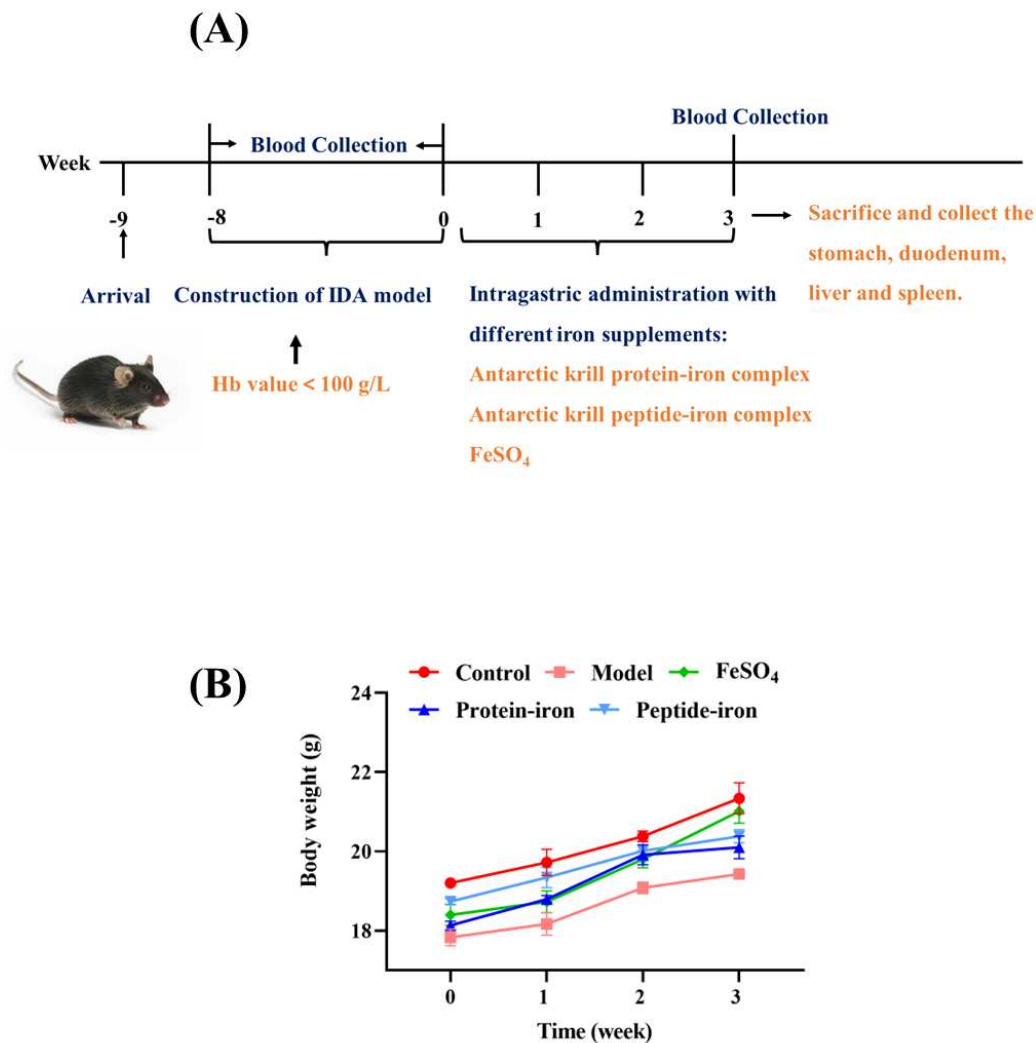 (A)
Blood Collection
Blood Collection
Week
-9
-8
0
1
2
3
Sacrifice and collect the
stomach, duodenum,
liver and spleen.
Arrival
Construction of IDA model
Hb value < 100 g/L
Intragastric administration with
different iron supplements:
Antarctic krill protein-iron complex
Antarctic krill peptide-iron complex
FeSO₄
(B)
Control
Model
FeSO₄
Protein-iron
Peptide-iron
24
22
20
18
Body weight (g)
0
1
2
3
Time (week)